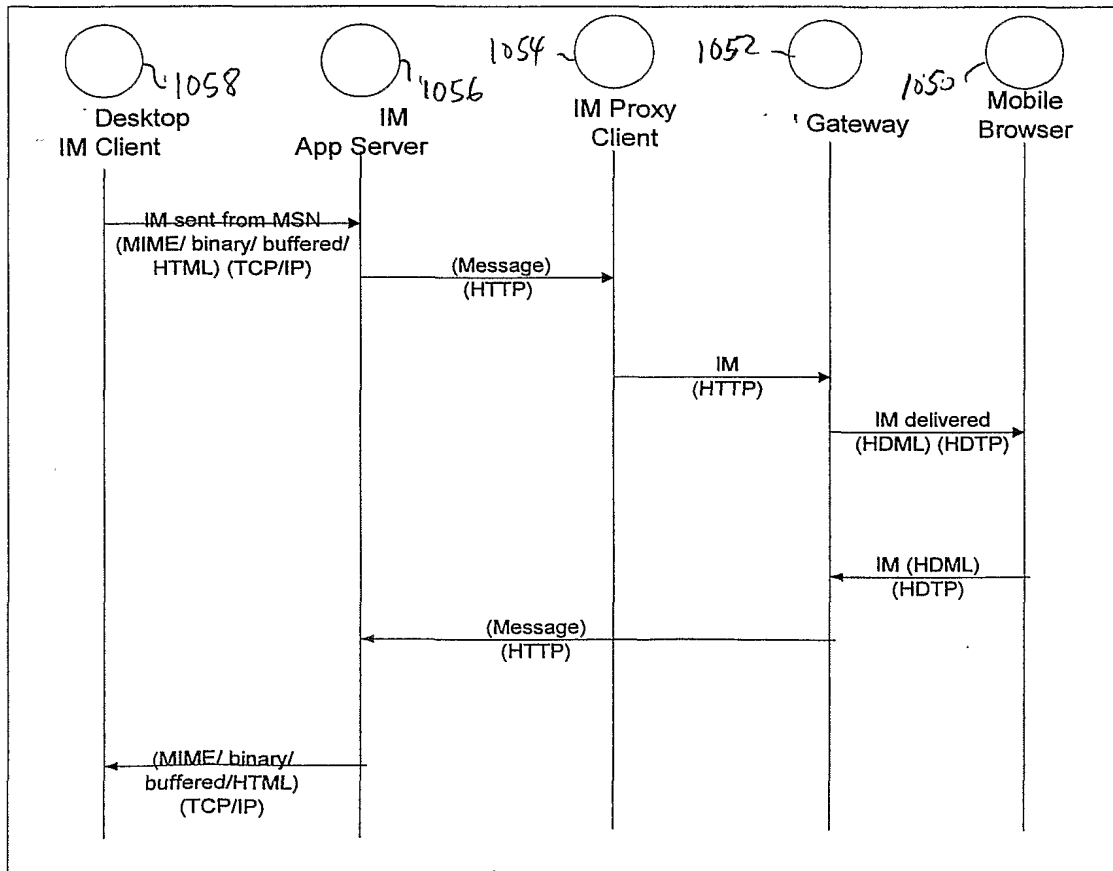 1058
1056
1054
1052
1050
Desktop
IM Client
IM
App Server
IM Proxy
Client
Gateway
Mobile
Browser
IM sent from MSN
(MIME/ binary/ buffered/
HTML) (TCP/IP)
(Message)
(HTTP)
IM
(HTTP)
IM delivered
(HDML) (HDTP)
IM (HDML)
(HDTP)
(Message)
(HTTP)
(MIME/ binary/
buffered/HTML)
(TCP/IP)